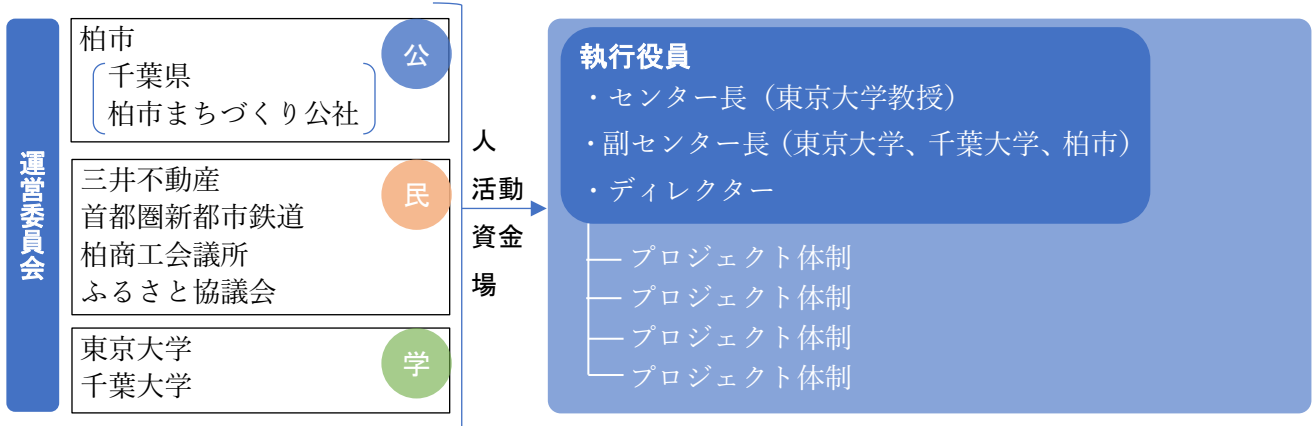 運営委員会
柏市
千葉県
柏市まちづくり公社
公
三井不動産
首都圏新都市鉄道
柏商工会議所
ふるさと協議会
民
東京大学
千葉大学
学
人
活動
資金
場
執行役員
・センター長（東京大学教授）
・副センター長（東京大学、千葉大学、柏市）
・ディレクター
プロジェクト体制
プロジェクト体制
プロジェクト体制
プロジェクト体制